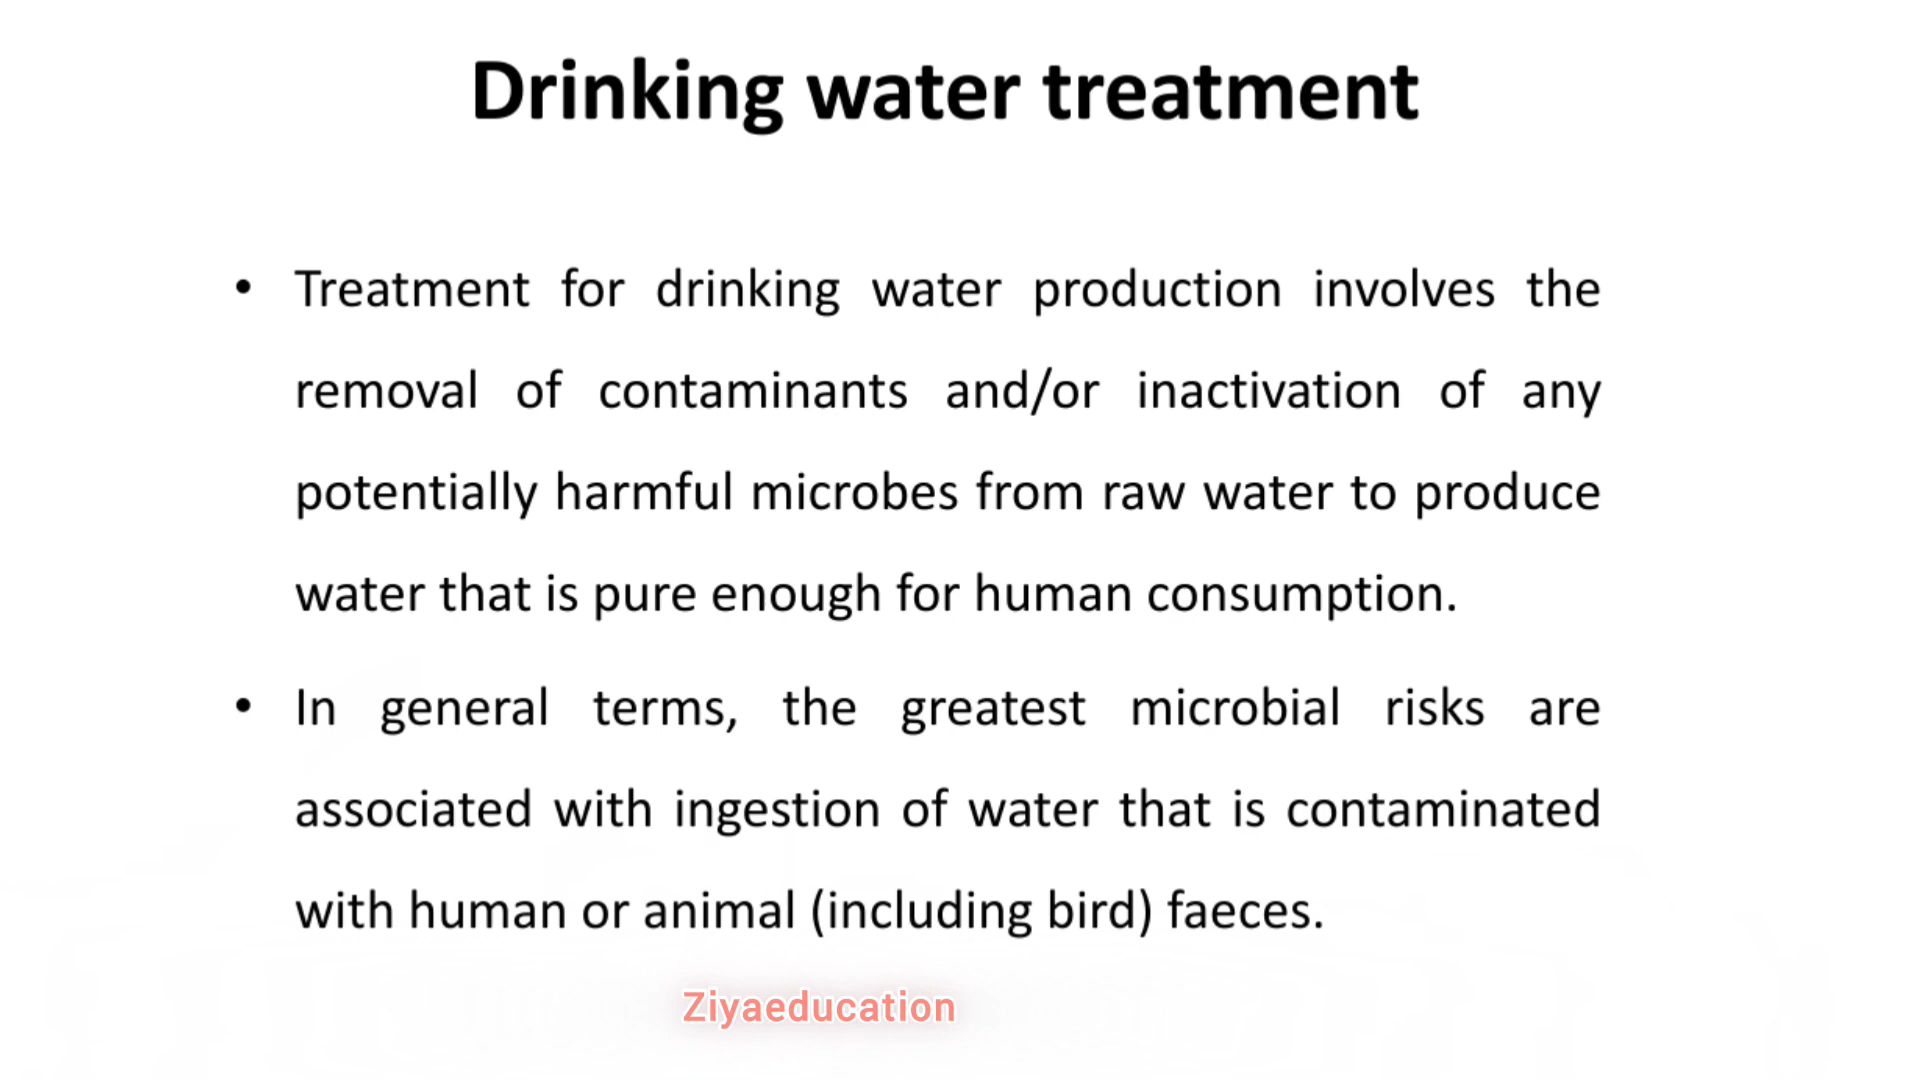 Drinking water treatment
• Treatment for drinking water production involves the
removal of contaminants and/or inactivation of any
potentially harmful microbes from raw water to produce
water that is pure enough for human consumption.
• In general terms, the greatest microbial risks are
associated with ingestion of water that is contaminated
with human or animal (including bird) faeces.
Ziyaeducation